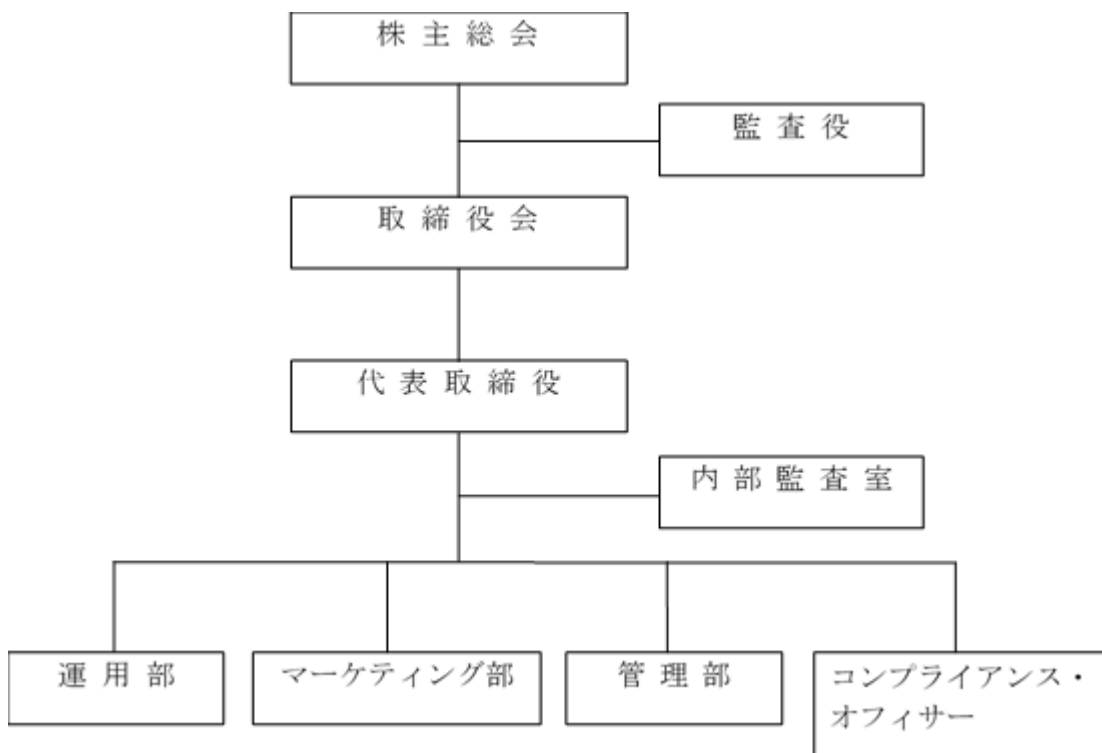 株主総会
監査役
取締役会
代表取締役
内部監査室
運用部
マーケティング部
管理部
コンプライアンス・
オフィサー